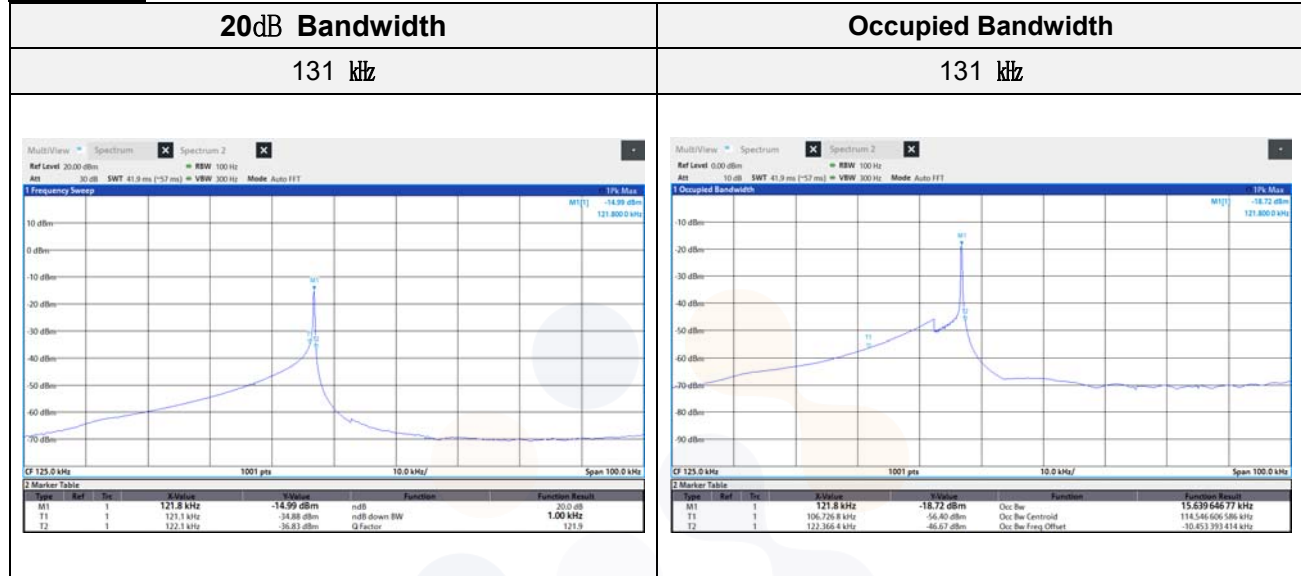 20dB Bandwidth
Occupied Bandwidth
131 ㎑
131 ㎑
MultiView Spectrum X Spectrum 2 X
Ref Level 20.00 dBm RBW 100 Hz
Att 30 dB SWT 41.9 ms (~57 ms) VBW 300 Hz Mode Auto FFT
1 Frequency Sweep 1Pk Max
M1[1] -14.99 dBm
121.800 0 kHz
M1
10 dBm
0 dBm
-10 dBm
-20 dBm
-30 dBm
-40 dBm
-50 dBm
-60 dBm
-70 dBm
CF 125.0 kHz 1001 pts 10.0 kHz/ Span 100.0 kHz
2 Marker Table
Type Ref Trc X-Value Y-Value Function Function Result
M1 1 121.8 kHz -14.99 dBm ndB 20.0 dB
T1 1 121.1 kHz -34.88 dBm ndB down BW 1.00 kHz
T2 1 122.1 kHz -36.83 dBm Q Factor 121.9
MultiView Spectrum X Spectrum 2 X
Ref Level 0.00 dBm RBW 100 Hz
Att 10 dB SWT 41.9 ms (~57 ms) VBW 300 Hz Mode Auto FFT
1 Occupied Bandwidth 1Pk Max
M1[1] -18.72 dBm
121.800 0 kHz
M1
T1
-10 dBm
-20 dBm
-30 dBm
-40 dBm
-50 dBm
-60 dBm
-70 dBm
-80 dBm
-90 dBm
CF 125.0 kHz 1001 pts 10.0 kHz/ Span 100.0 kHz
2 Marker Table
Type Ref Trc X-Value Y-Value Function Function Result
M1 1 121.8 kHz -18.72 dBm Occ Bw 15.639 646 77 kHz
T1 1 106.726 8 kHz -56.40 dBm Occ Bw Centroid 114.546 606 586 kHz
T2 1 122.366 4 kHz -46.67 dBm Occ Bw Freq Offset -10.453 393 414 kHz